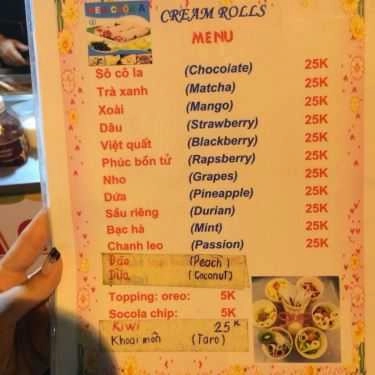 CREAM ROLLS
MENU
Sô cô la (Chocolate) 25K
Trà xanh (Matcha) 25K
Xoài (Mango) 25K
Dâu (Strawberry) 25K
Việt quất (Blackberry) 25K
Phúc bồn tử (Rapsberry) 25K
Nho (Grapes) 25K
Dứa (Pineapple) 25K
Sầu riêng (Durian) 25K
Bạc hà (Mint) 25K
Chanh leo (Passion) 25K
Đào (Peach)
Dừa (Coconut)
Topping: oreo: 5K
Socola chip: 5K
Kiwi 25K
Khoai môn (Taro)